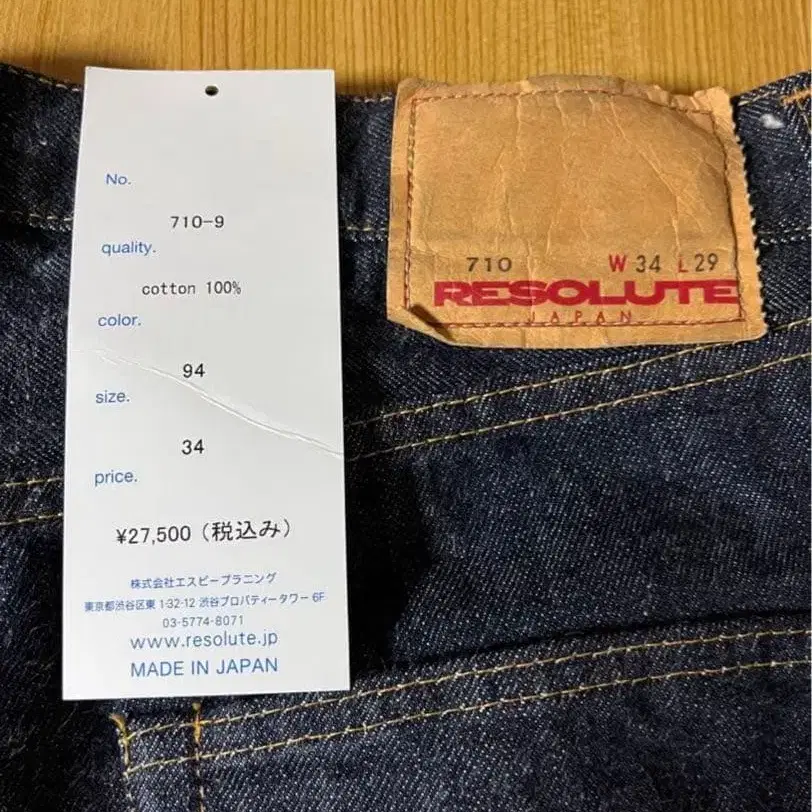 No.
710-9
quality.
cotton 100%
color.
94
size.
34
price.
¥27,500（税込み）
株式会社エスピープラニング
東京都渋谷区東 1-32-12 渋谷プロパティータワー 6F
03-5774-8071
www.resolute.jp
MADE IN JAPAN
710 W 34 L 29
RESOLUTE
JAPAN